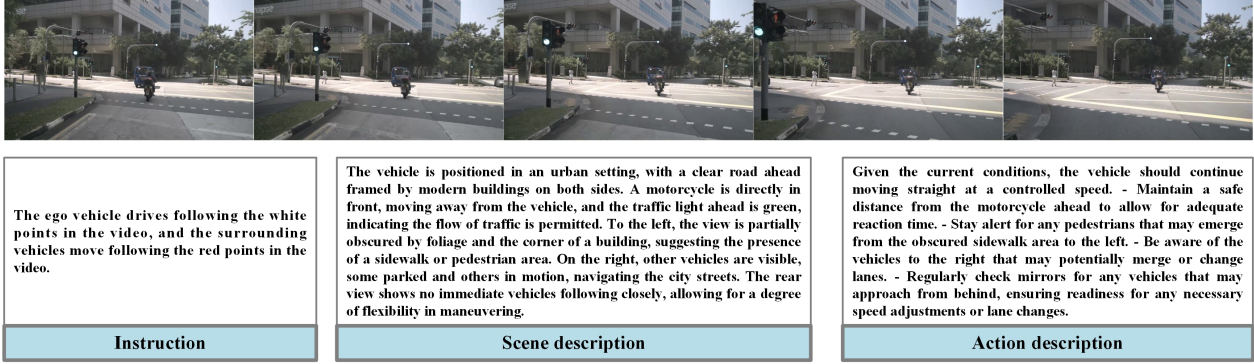 The ego vehicle drives following the white
points in the video, and the surrounding
vehicles move following the red points in the
video.
Instruction
The vehicle is positioned in an urban setting, with a clear road ahead
framed by modern buildings on both sides. A motorcycle is directly in
front, moving away from the vehicle, and the traffic light ahead is green,
indicating the flow of traffic is permitted. To the left, the view is partially
obscured by foliage and the corner of a building, suggesting the presence
of a sidewalk or pedestrian area. On the right, other vehicles are visible,
some parked and others in motion, navigating the city streets. The rear
view shows no immediate vehicles following closely, allowing for a degree
of flexibility in maneuvering.
Scene description
Given the current conditions, the vehicle should continue
moving straight at a controlled speed. - Maintain a safe
distance from the motorcycle ahead to allow for adequate
reaction time. - Stay alert for any pedestrians that may emerge
from the obscured sidewalk area to the left. - Be aware of the
vehicles to the right that may potentially merge or change
lanes. - Regularly check mirrors for any vehicles that may
approach from behind, ensuring readiness for any necessary
speed adjustments or lane changes.
Action description